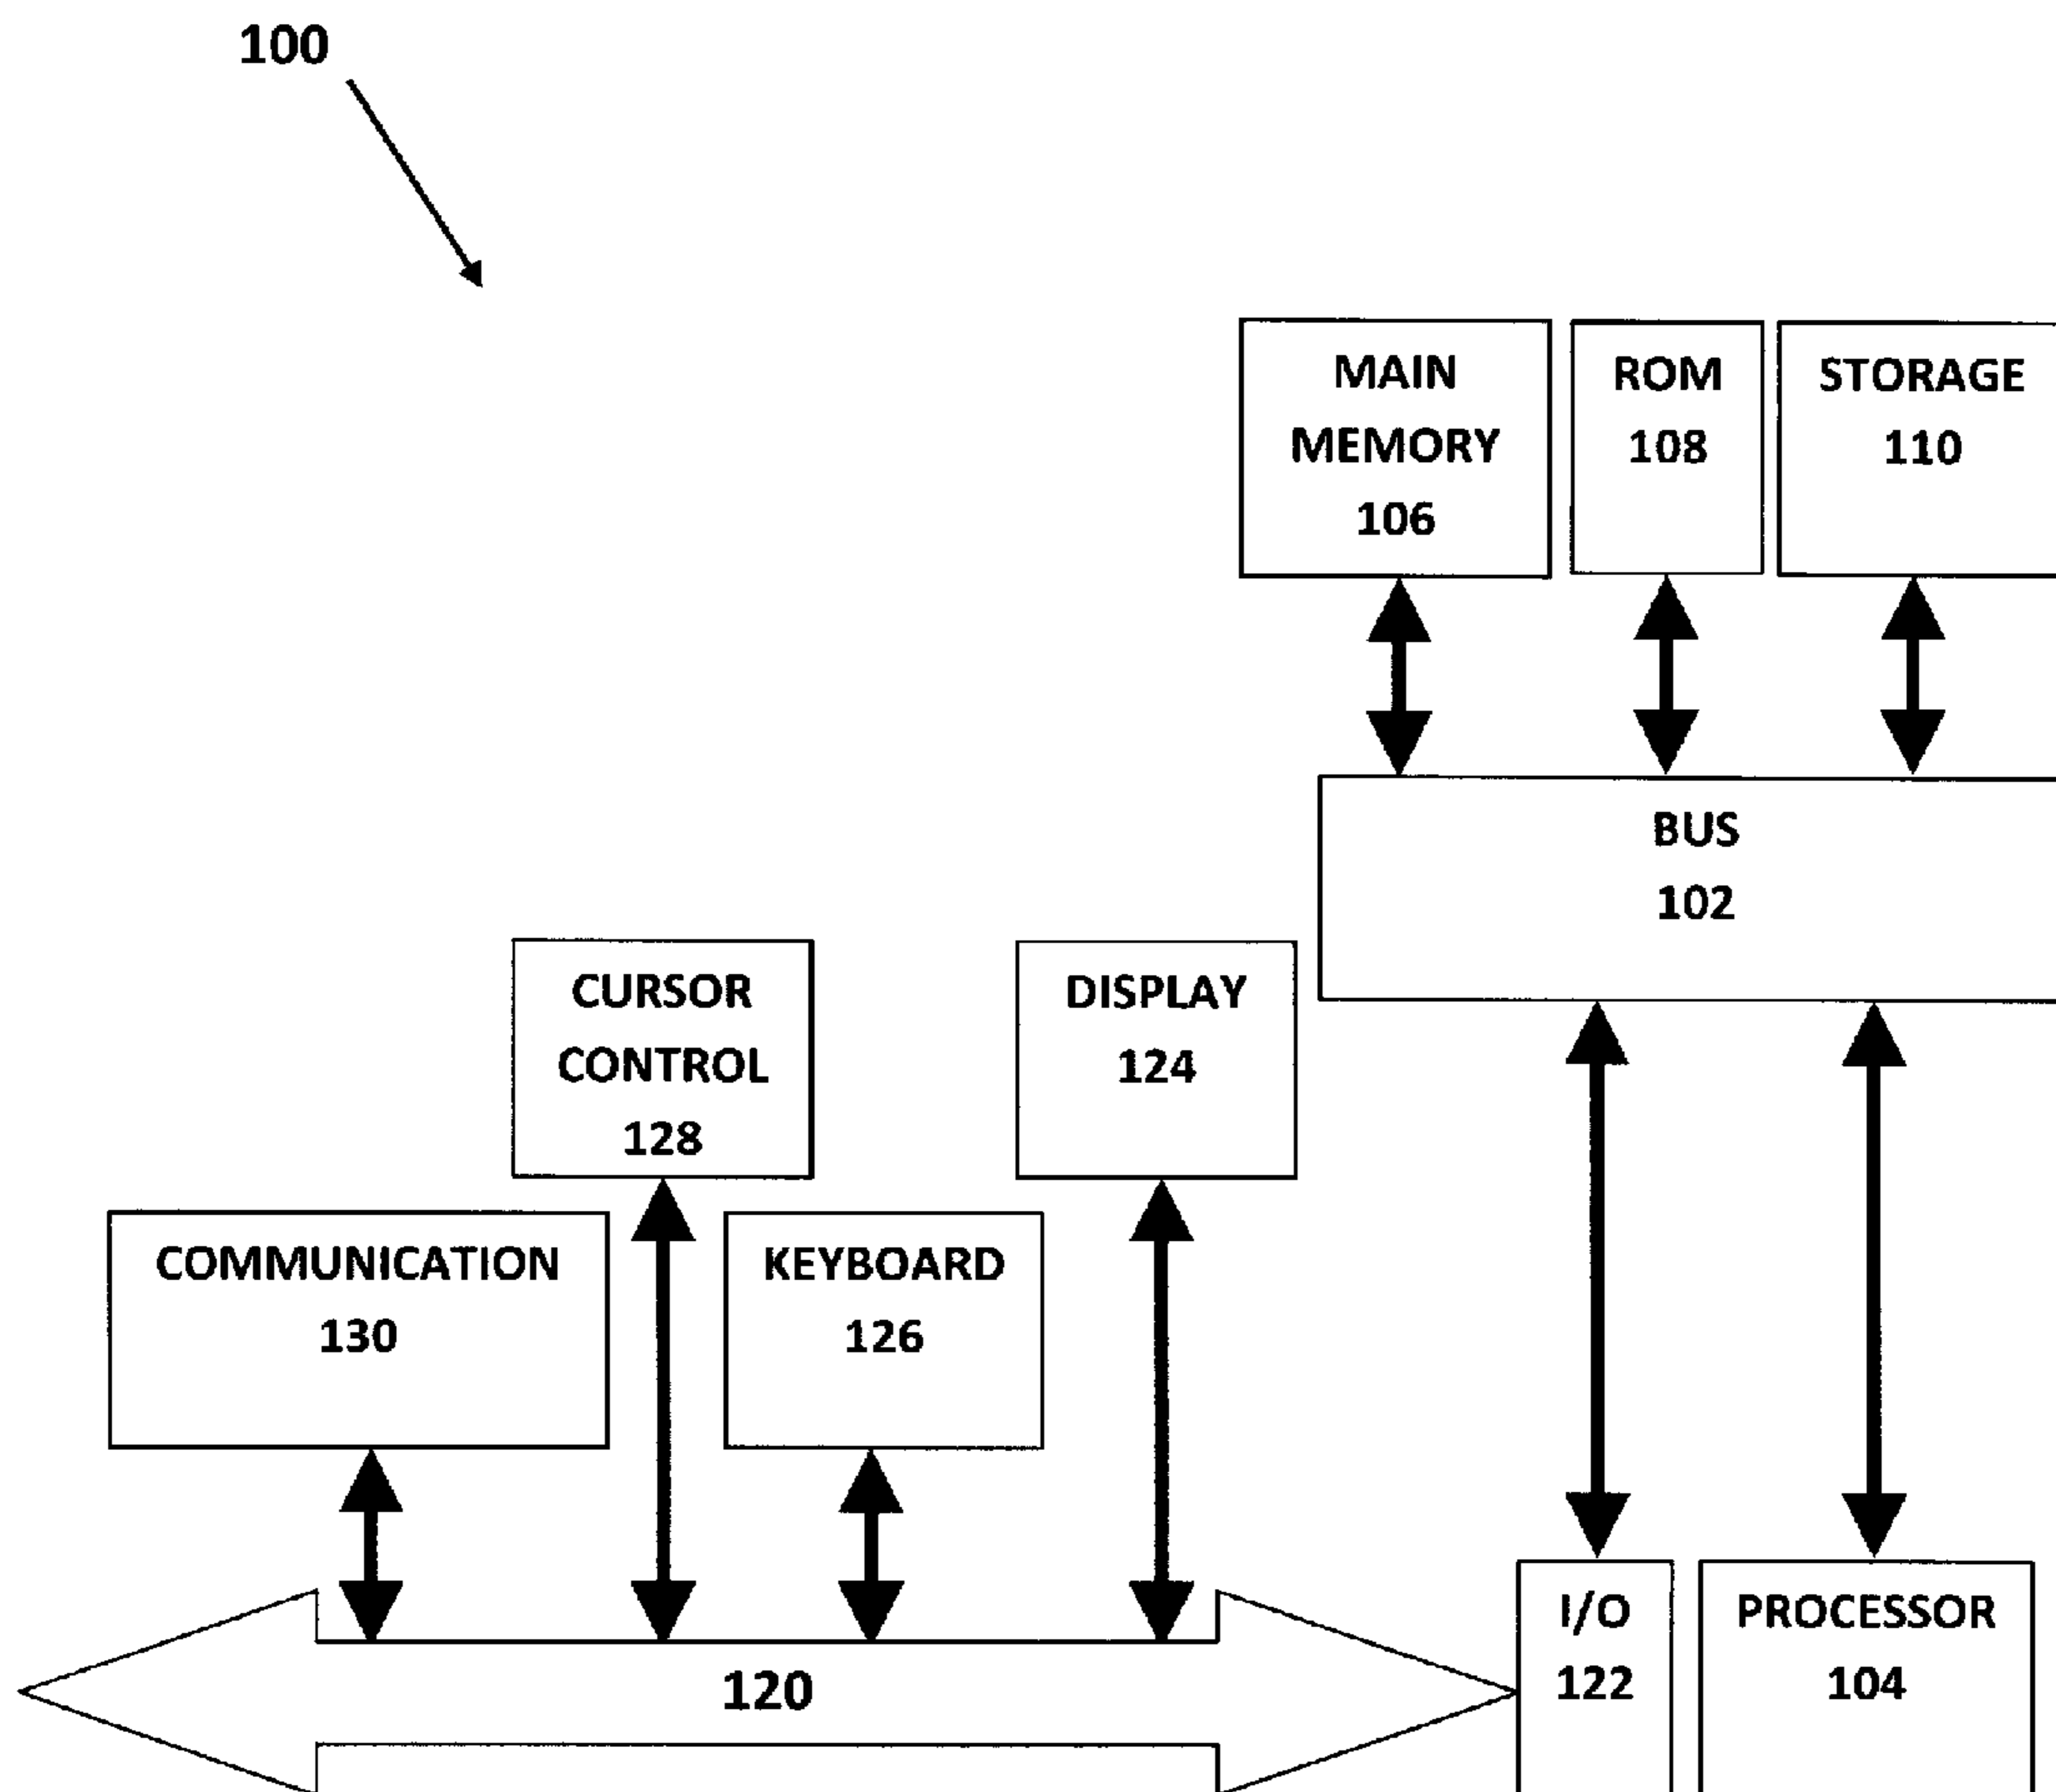 100
MAIN
MEMORY
106
ROM
108
STORAGE
110
BUS
102
CURSOR
CONTROL
128
DISPLAY
124
COMMUNICATION
130
KEYBOARD
126
I/O
122
PROCESSOR
104
120